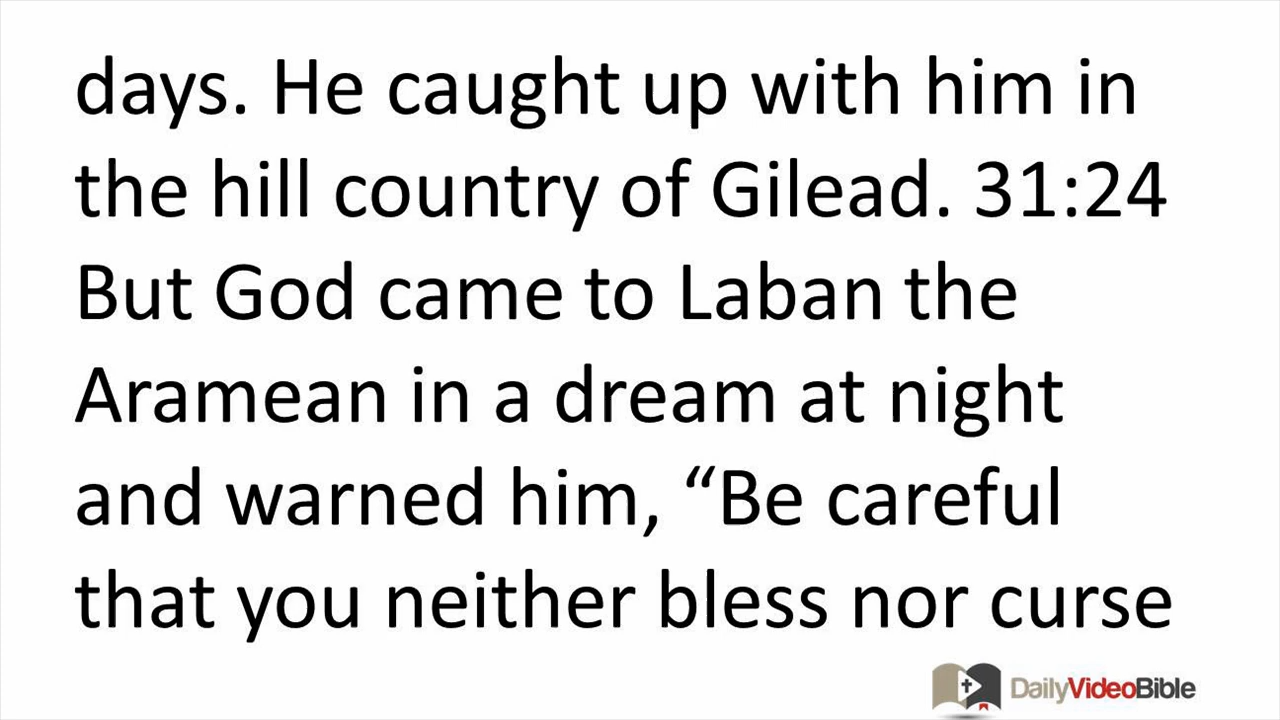 days. He caught up with him in
the hill country of Gilead. 31:24
But God came to Laban the
Aramean in a dream at night
and warned him, “Be careful
that you neither bless nor curse
DailyVideoBible